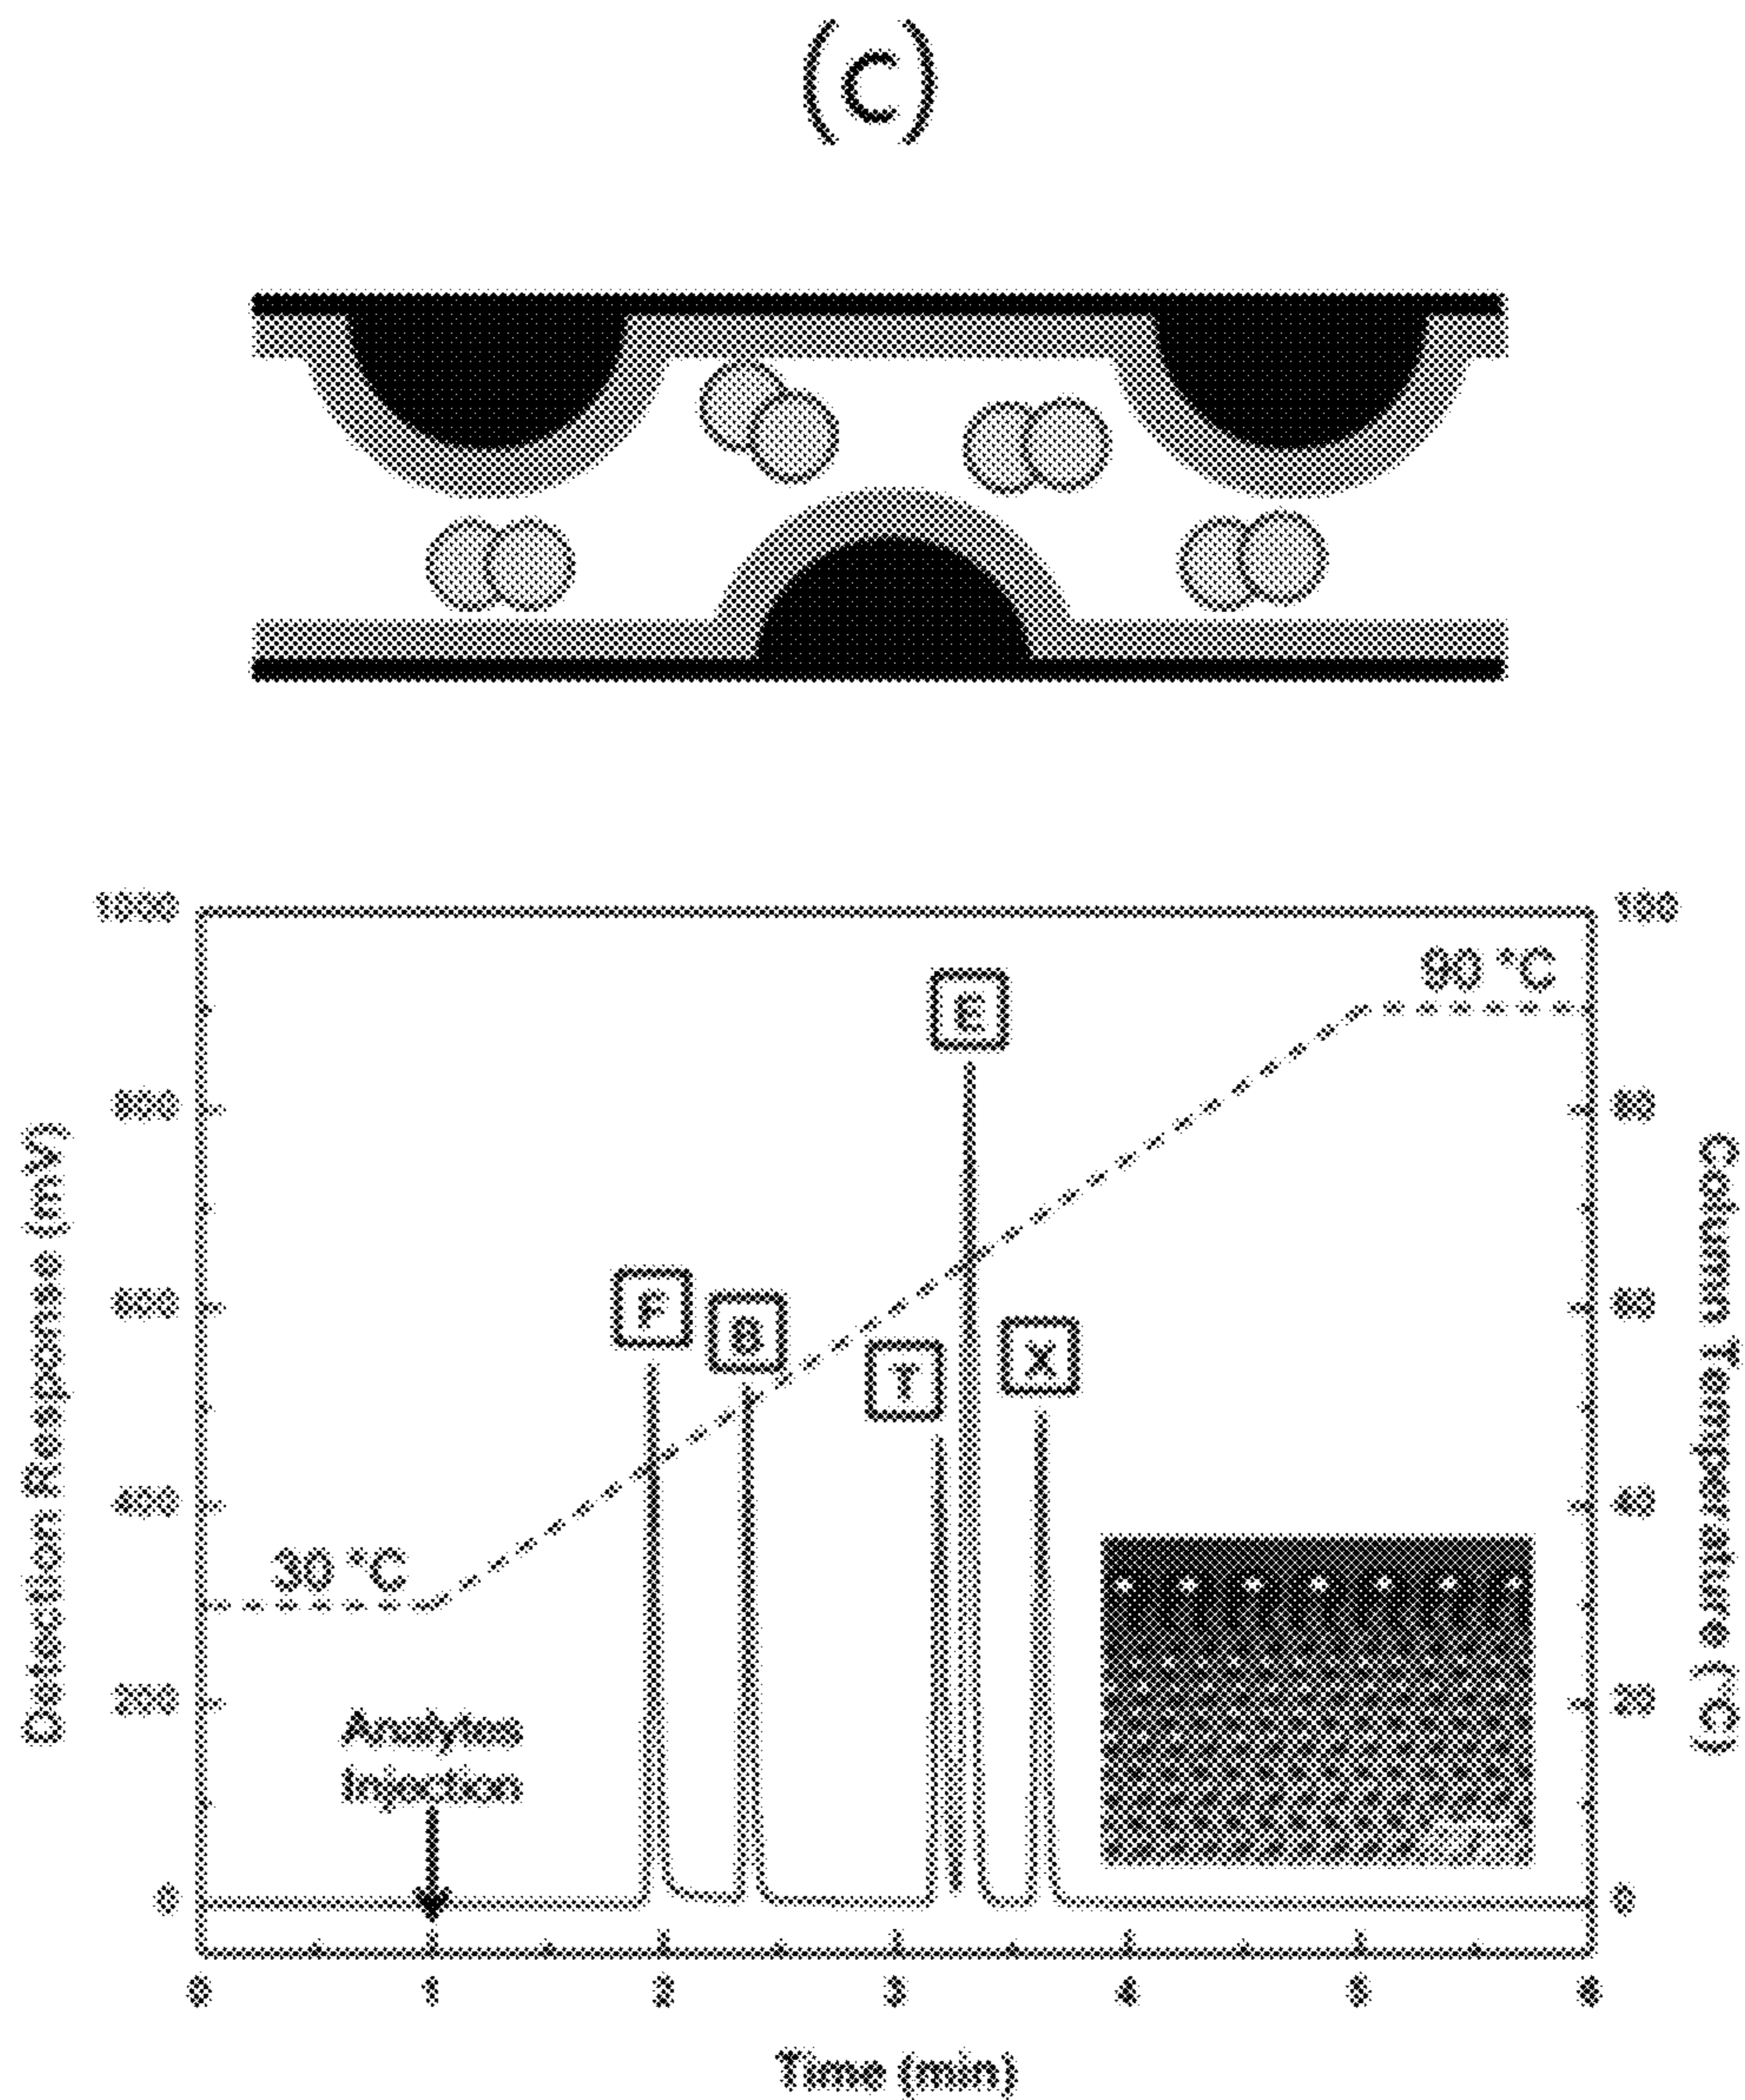 (c)
1000
800
600
400
200
0
Detection Response (mV)
100
80
60
40
20
0
Column Temperature (°C)
90 °C
E
F
B
T
X
30 °C
Analytes
Injection
0 1 2 3 4 5 6
Time (min)